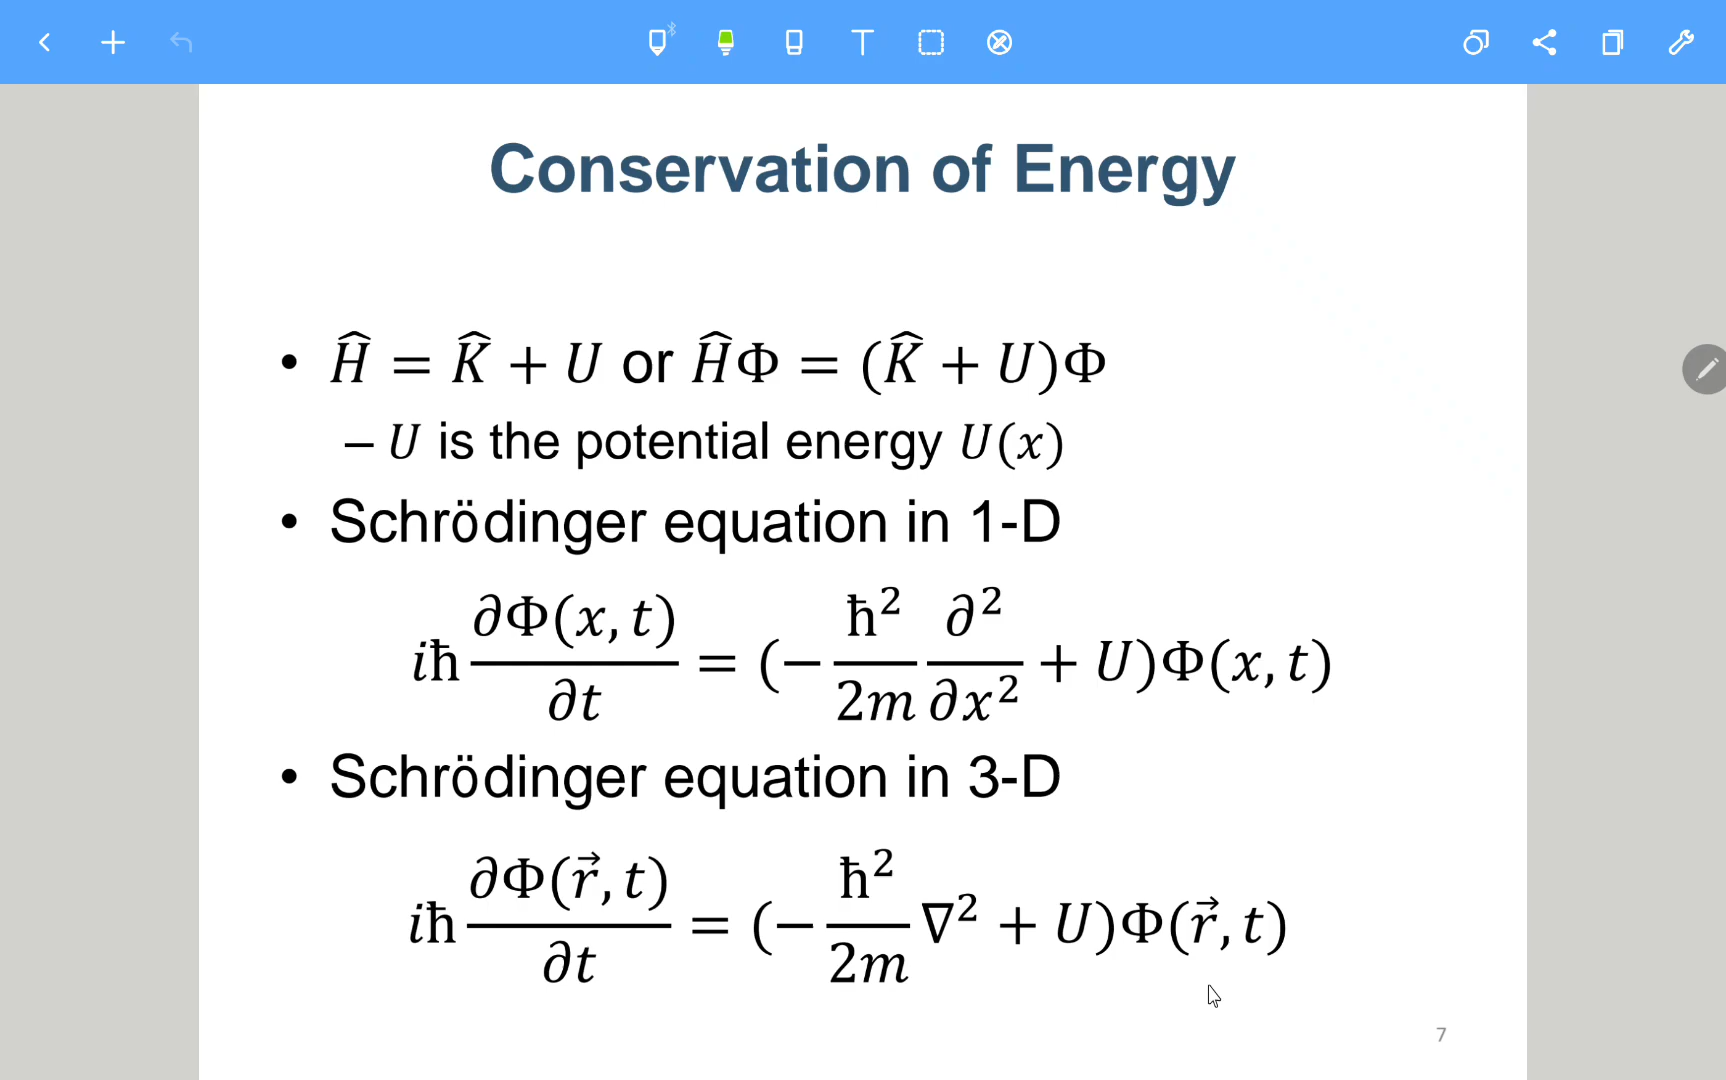 Conservation of Energy
• Ĥ = K̂ + U or ĤΦ = (K̂ + U)Φ
– U is the potential energy U(x)
• Schrödinger equation in 1-D
iħ ∂Φ(x, t)/∂t = (− ħ²/2m ∂²/∂x² + U)Φ(x, t)
• Schrödinger equation in 3-D
iħ ∂Φ(r⃗, t)/∂t = (− ħ²/2m ∇² + U)Φ(r⃗, t)
7